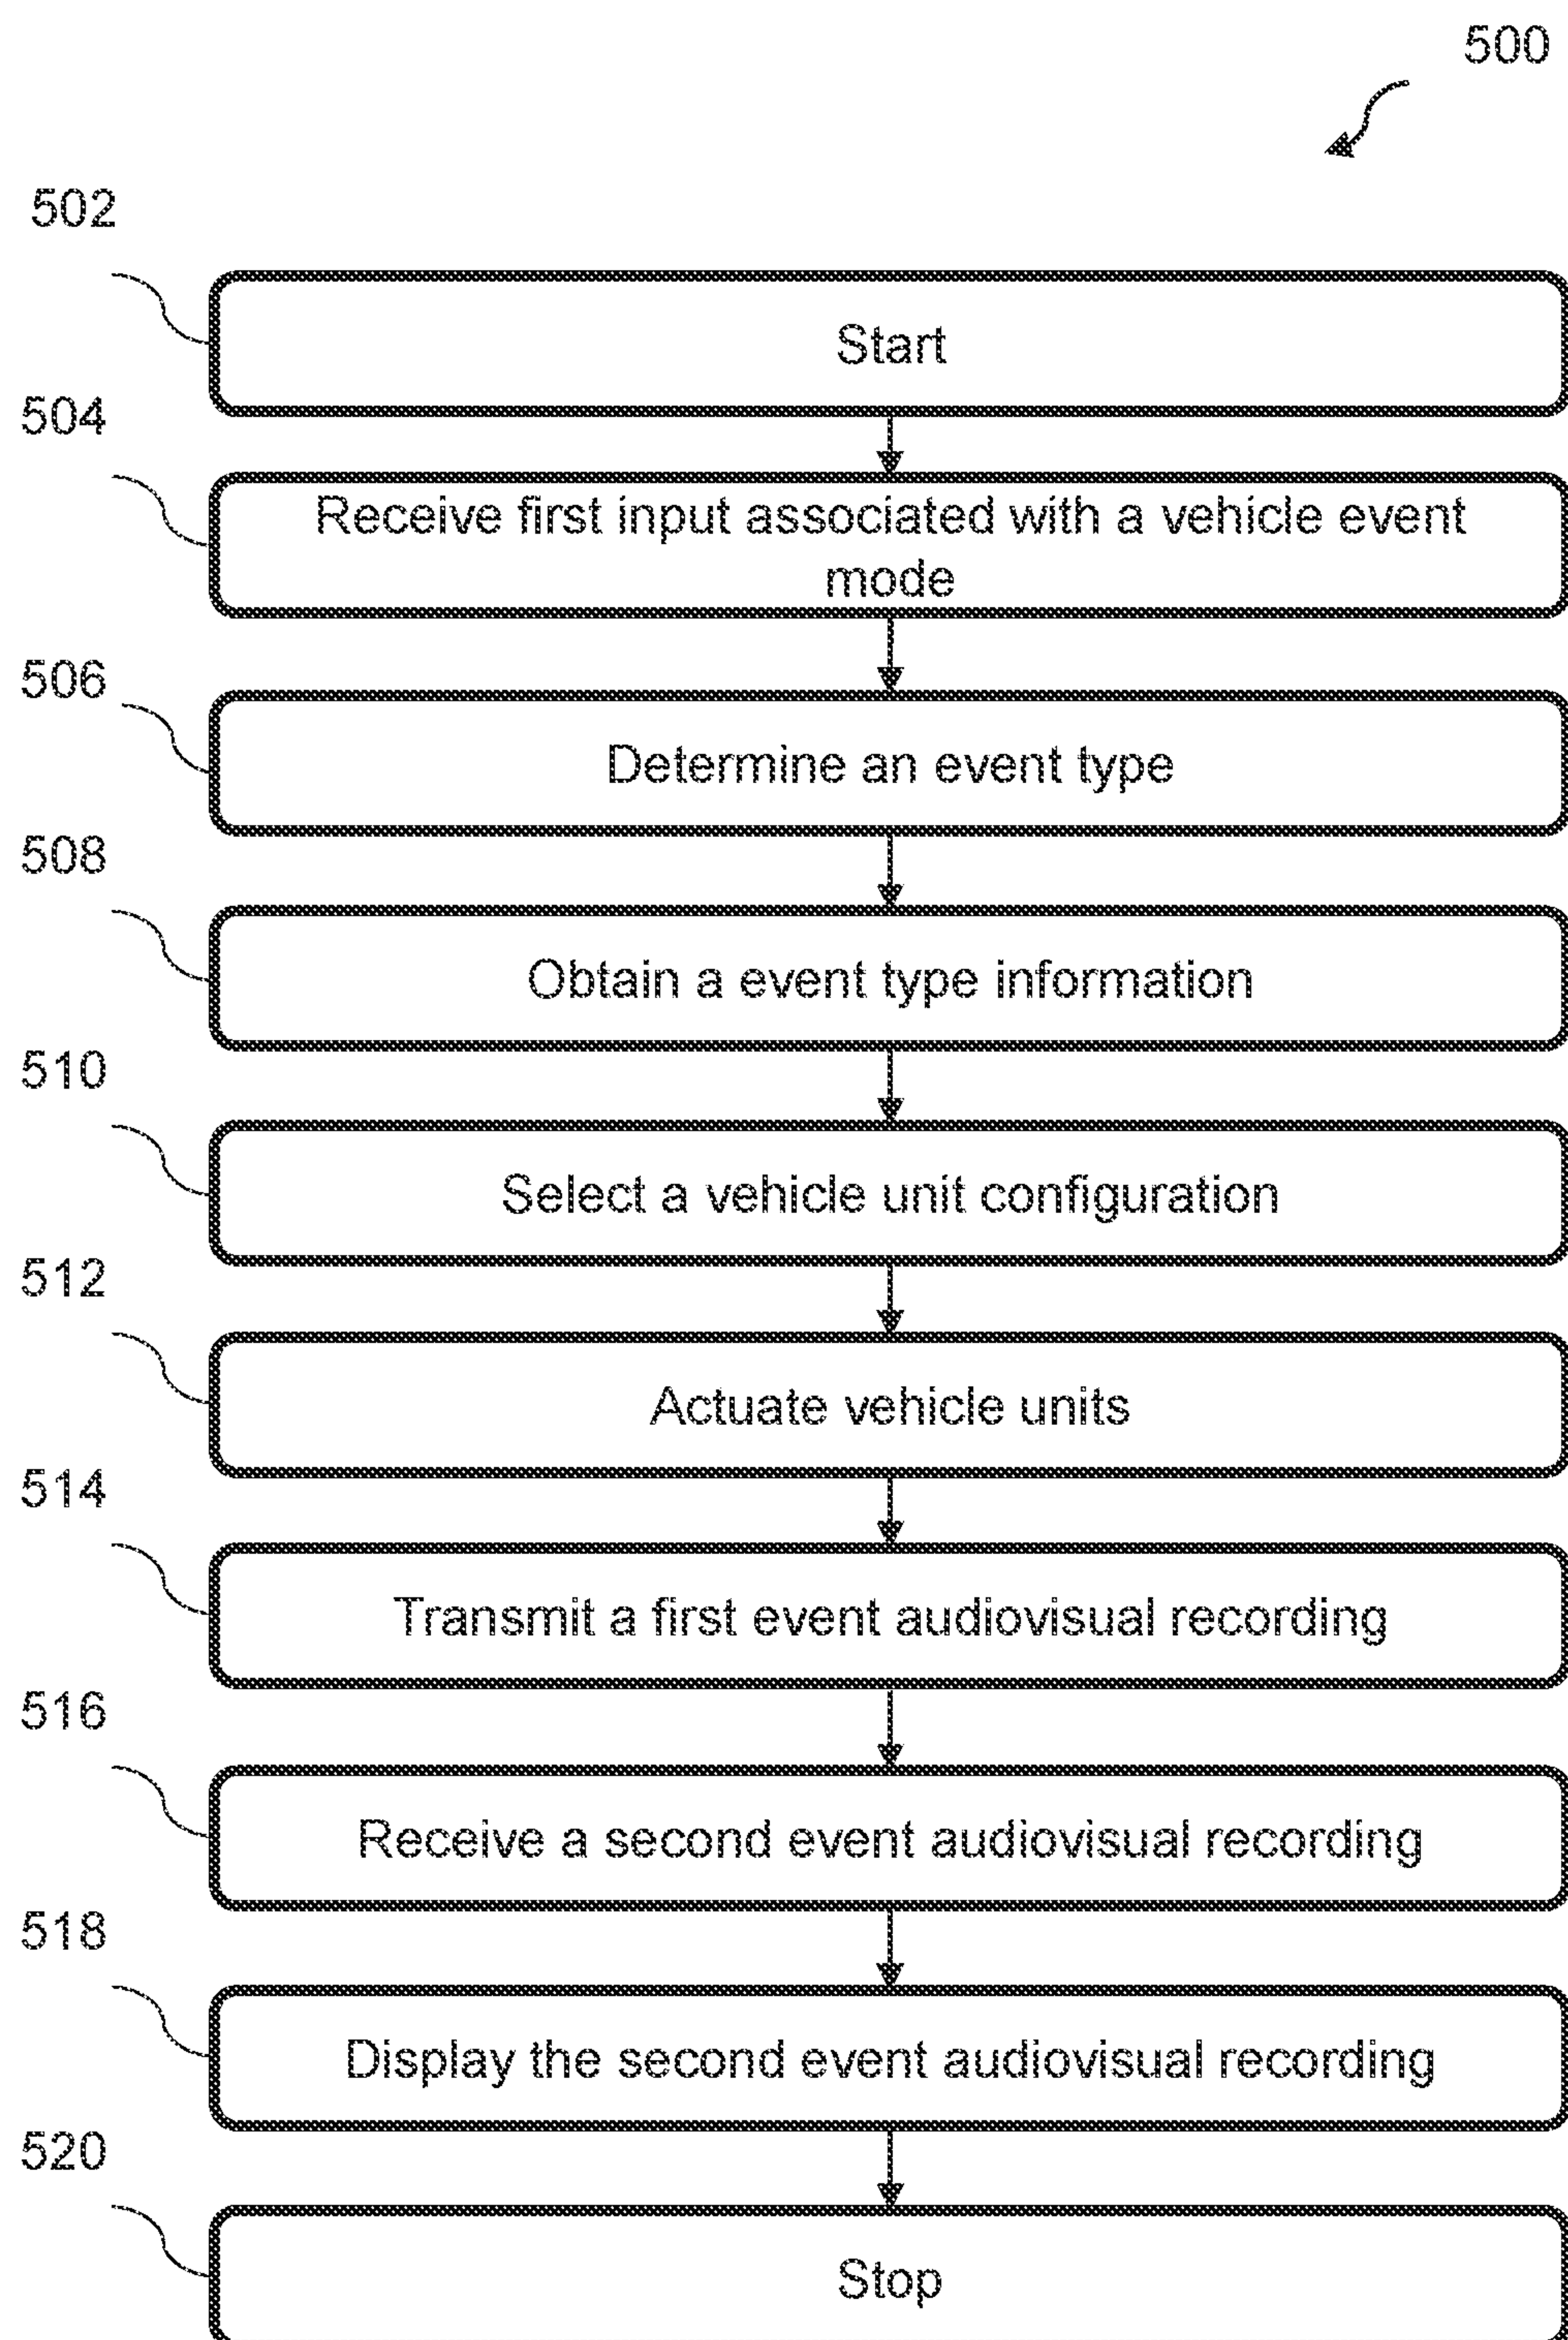 500
502
Start
504
Receive first input associated with a vehicle event
mode
506
Determine an event type
508
Obtain a event type information
510
Select a vehicle unit configuration
512
Actuate vehicle units
514
Transmit a first event audiovisual recording
516
Receive a second event audiovisual recording
518
Display the second event audiovisual recording
520
Stop